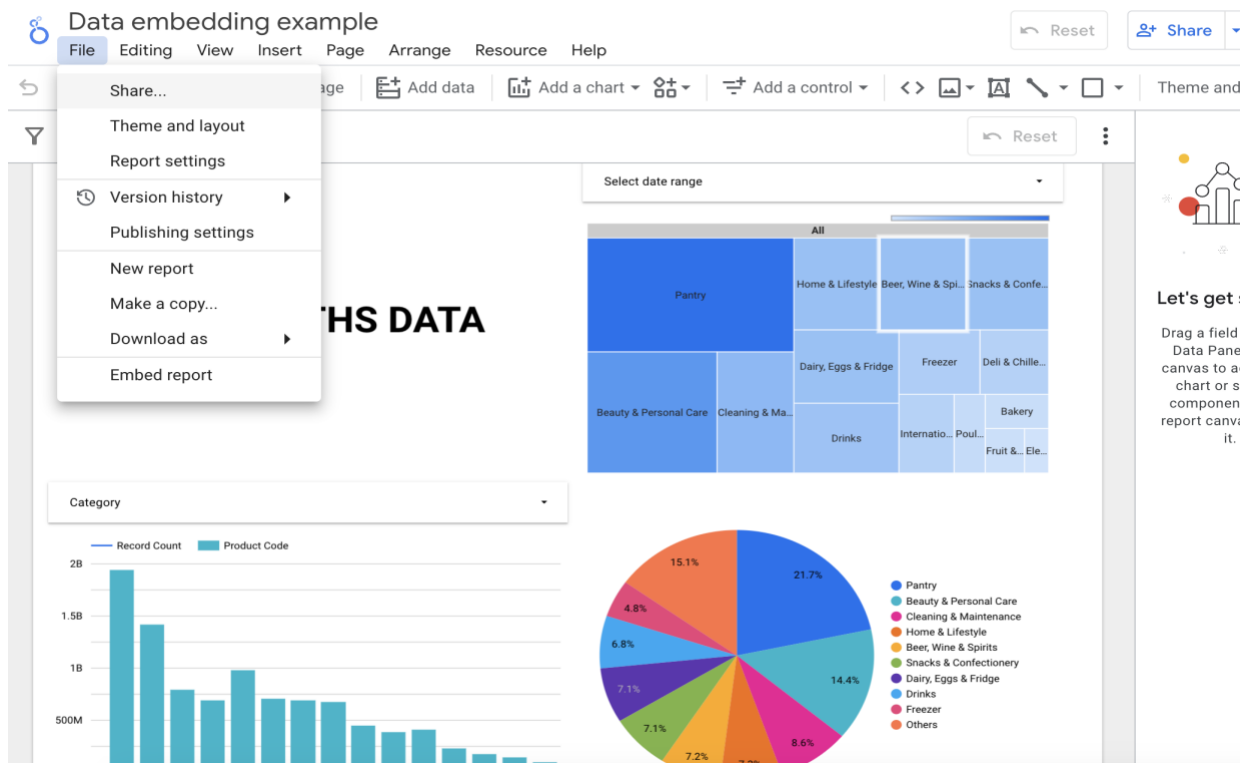 Data embedding example
Reset
Share
File Editing View Insert Page Arrange Resource Help
Add data Add a chart Add a control Theme and
Share...
Theme and layout
Report settings
Version history
Publishing settings
New report
Make a copy...
Download as
Embed report
Reset
Select date range
All
Pantry
Home & Lifestyle
Beer, Wine & Spi...
Snacks & Confe...
Beauty & Personal Care
Cleaning & Ma...
Dairy, Eggs & Fridge
Freezer
Deli & Chille...
Drinks
Internatio...
Poul...
Bakery
Fruit &...
Ele...
DATA
Let's get
Drag a field
Data Pane
canvas to
chart or
componen
report canv
it.
Category
Record Count Product Code
2B
1.5B
1B
500M
15.1%
21.7%
4.8%
6.8%
7.1%
7.1%
7.2%
8.6%
14.4%
Pantry
Beauty & Personal Care
Cleaning & Maintenance
Home & Lifestyle
Beer, Wine & Spirits
Snacks & Confectionery
Dairy, Eggs & Fridge
Drinks
Freezer
Others